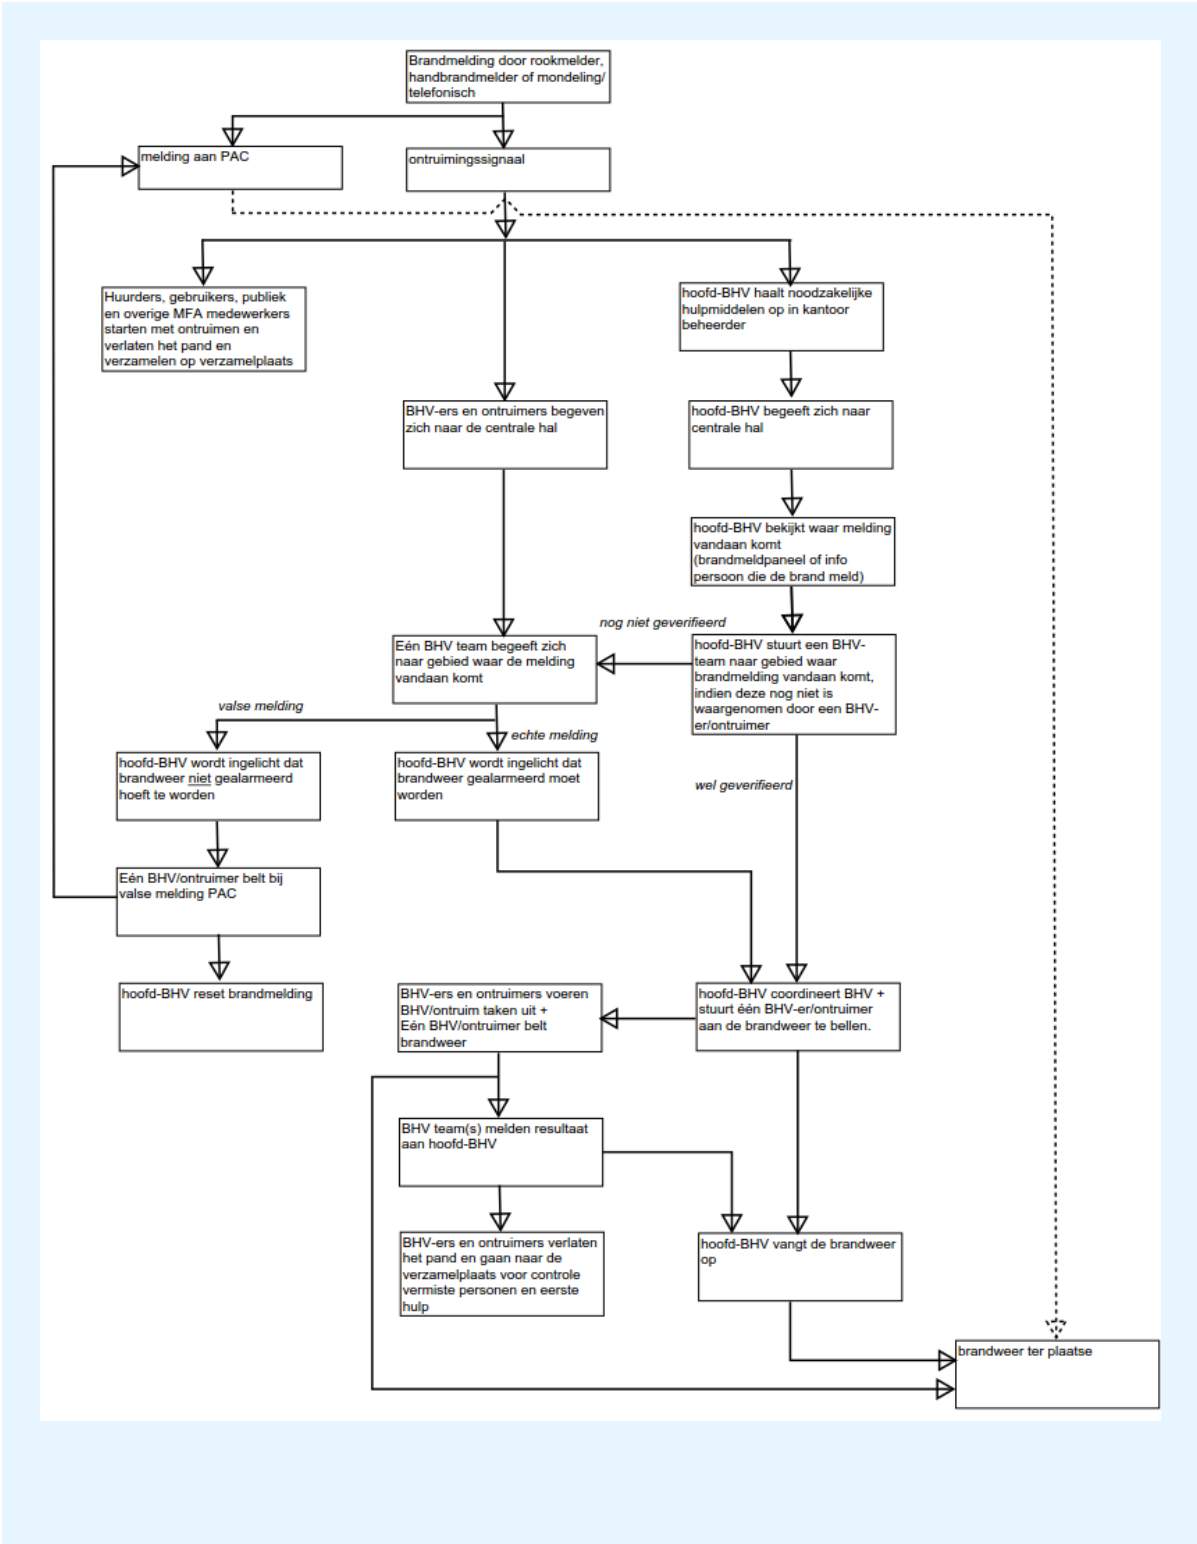 Brandmelding door rookmelder,
handbrandmelder of mondeling/
telefonisch
melding aan PAC
ontruimingssignaal
Huurders, gebruikers, publiek
en overige MFA medewerkers
starten met ontruimen en
verlaten het pand en
verzamelen op verzamelplaats
hoofd-BHV haalt noodzakelijke
hulpmiddelen op in kantoor
beheerder
BHV-ers en ontruimers begeven
zich naar de centrale hal
hoofd-BHV begeeft zich naar
centrale hal
hoofd-BHV bekijkt waar melding
vandaan komt
(brandmeldpaneel of info
persoon die de brand meld)
nog niet geverifieerd
Eén BHV team begeeft zich
naar gebied waar de melding
vandaan komt
hoofd-BHV stuurt een BHV-
team naar gebied waar
brandmelding vandaan komt,
indien deze nog niet is
waargenomen door een BHV-
er/ontruimer
valse melding
echte melding
hoofd-BHV wordt ingelicht dat
brandweer niet gealarmeerd
hoeft te worden
hoofd-BHV wordt ingelicht dat
brandweer gealarmeerd moet
worden
wel geverifieerd
Eén BHV/ontruimer belt bij
valse melding PAC
hoofd-BHV reset brandmelding
BHV-ers en ontruimers voeren
BHV/ontruim taken uit +
Eén BHV/ontruimer belt
brandweer
hoofd-BHV coordineert BHV +
stuurt één BHV-er/ontruimer
aan de brandweer te bellen.
BHV team(s) melden resultaat
aan hoofd-BHV
BHV-ers en ontruimers verlaten
het pand en gaan naar de
verzamelplaats voor controle
vermiste personen en eerste
hulp
hoofd-BHV vangt de brandweer
op
brandweer ter plaatse